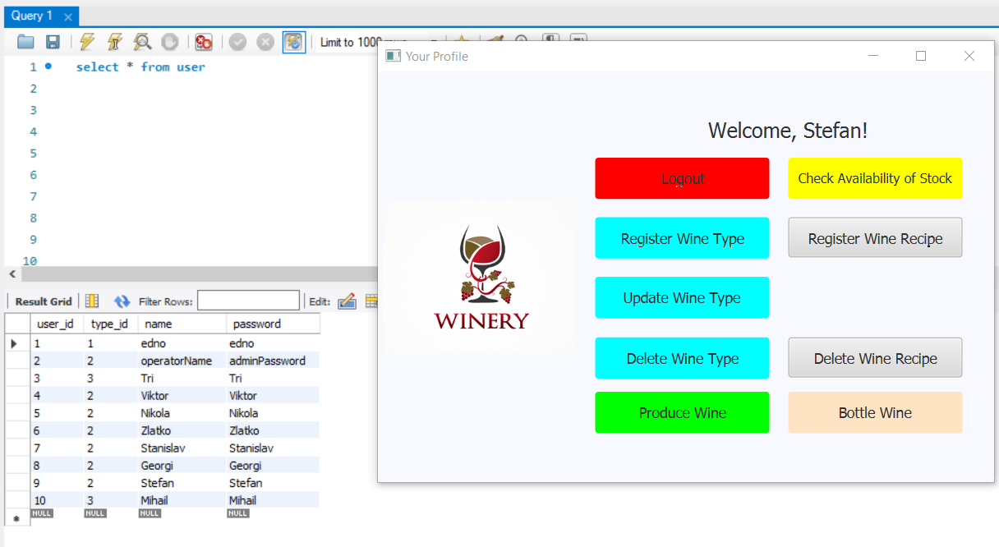 Query 1
Limit to 1000 rows
1 select * from user
2
3
4
5
6
7
8
9
10
Result Grid Filter Rows: Edit:
user_id type_id name password
1 1 edno edno
2 2 operatorName adminPassword
3 3 Tri Tri
4 2 Viktor Viktor
5 2 Nikola Nikola
6 2 Zlatko Zlatko
7 2 Stanislav Stanislav
8 2 Georgi Georgi
9 2 Stefan Stefan
10 3 Mihail Mihail
NULL NULL NULL NULL
Your Profile
Welcome, Stefan!
Logout Check Availability of Stock
Register Wine Type Register Wine Recipe
Update Wine Type
Delete Wine Type Delete Wine Recipe
Produce Wine Bottle Wine
WINERY